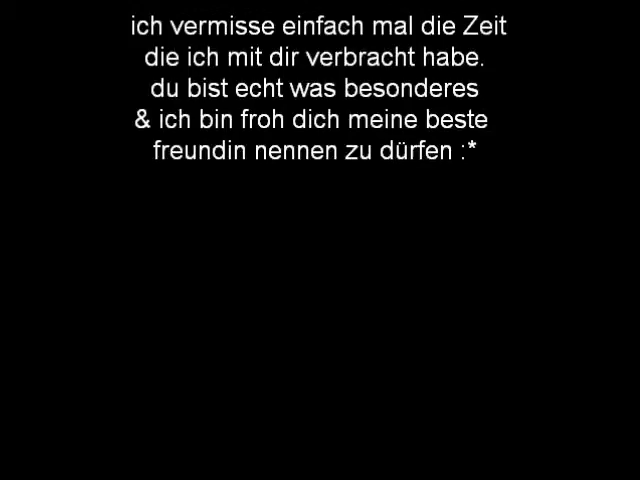 ich vermisse einfach mal die Zeit
die ich mit dir verbracht habe.
du bist echt was besonderes
& ich bin froh dich meine beste
freundin nennen zu dürfen :*